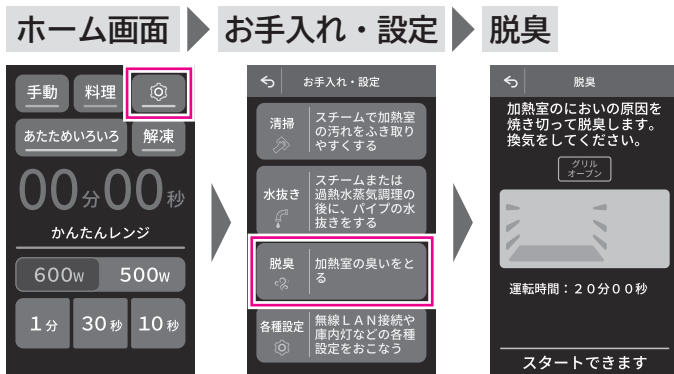 ホーム画面
お手入れ・設定
脱臭
手動
料理
あたためいろいろ
解凍
00分00秒
かんたんレンジ
600W
500W
1分
30秒
10秒
お手入れ・設定
清掃
スチームで加熱室
の汚れをふき取り
やすくする
水抜き
スチームまたは
過熱水蒸気調理の
後に、パイプの水
抜きをする
脱臭
加熱室の臭いをと
る
各種設定
無線ＬＡＮ接続や
庫内灯などの各種
設定をおこなう
脱臭
加熱室のにおいの原因を
焼き切って脱臭します。
換気をしてください。
グリル
オーブン
運転時間：２０分００秒
スタートできます